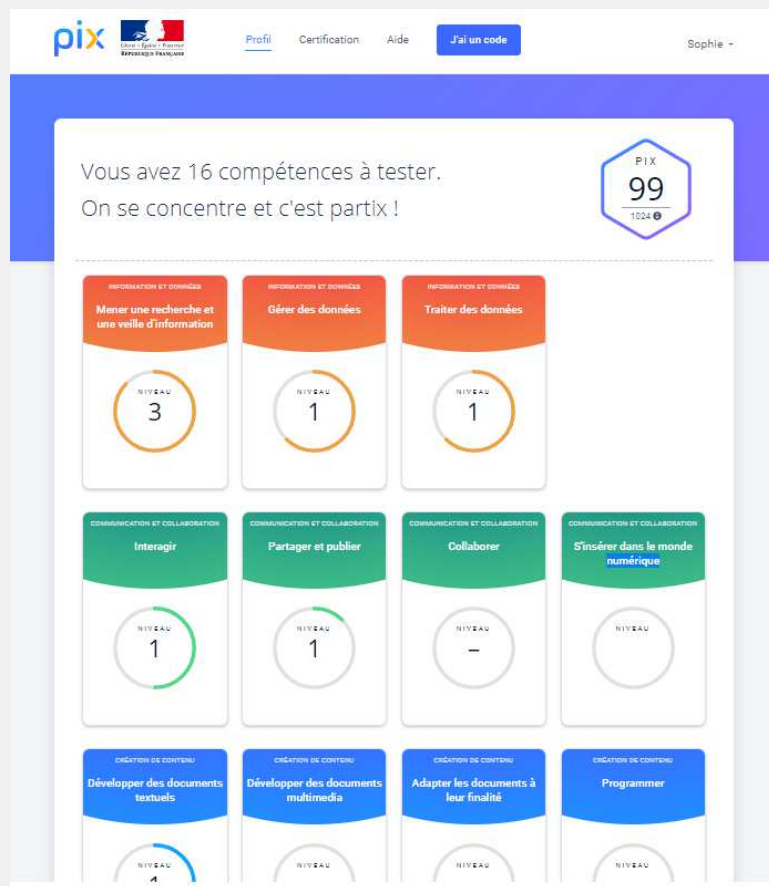 pix
Liberté • Égalité • Fraternité
RÉPUBLIQUE FRANÇAISE
Profil
Certification
Aide
J'ai un code
Sophie
Vous avez 16 compétences à tester.
On se concentre et c'est partix !
PIX
99
1024
INFORMATION ET DONNÉES
Mener une recherche et
une veille d'information
NIVEAU
3
INFORMATION ET DONNÉES
Gérer des données
NIVEAU
1
INFORMATION ET DONNÉES
Traiter des données
NIVEAU
1
COMMUNICATION ET COLLABORATION
Interagir
NIVEAU
1
COMMUNICATION ET COLLABORATION
Partager et publier
NIVEAU
1
COMMUNICATION ET COLLABORATION
Collaborer
NIVEAU
–
COMMUNICATION ET COLLABORATION
S'insérer dans le monde
numérique
NIVEAU
CRÉATION DE CONTENU
Développer des documents
textuels
NIVEAU
1
CRÉATION DE CONTENU
Développer des documents
multimedia
NIVEAU
CRÉATION DE CONTENU
Adapter les documents à
leur finalité
NIVEAU
CRÉATION DE CONTENU
Programmer
NIVEAU